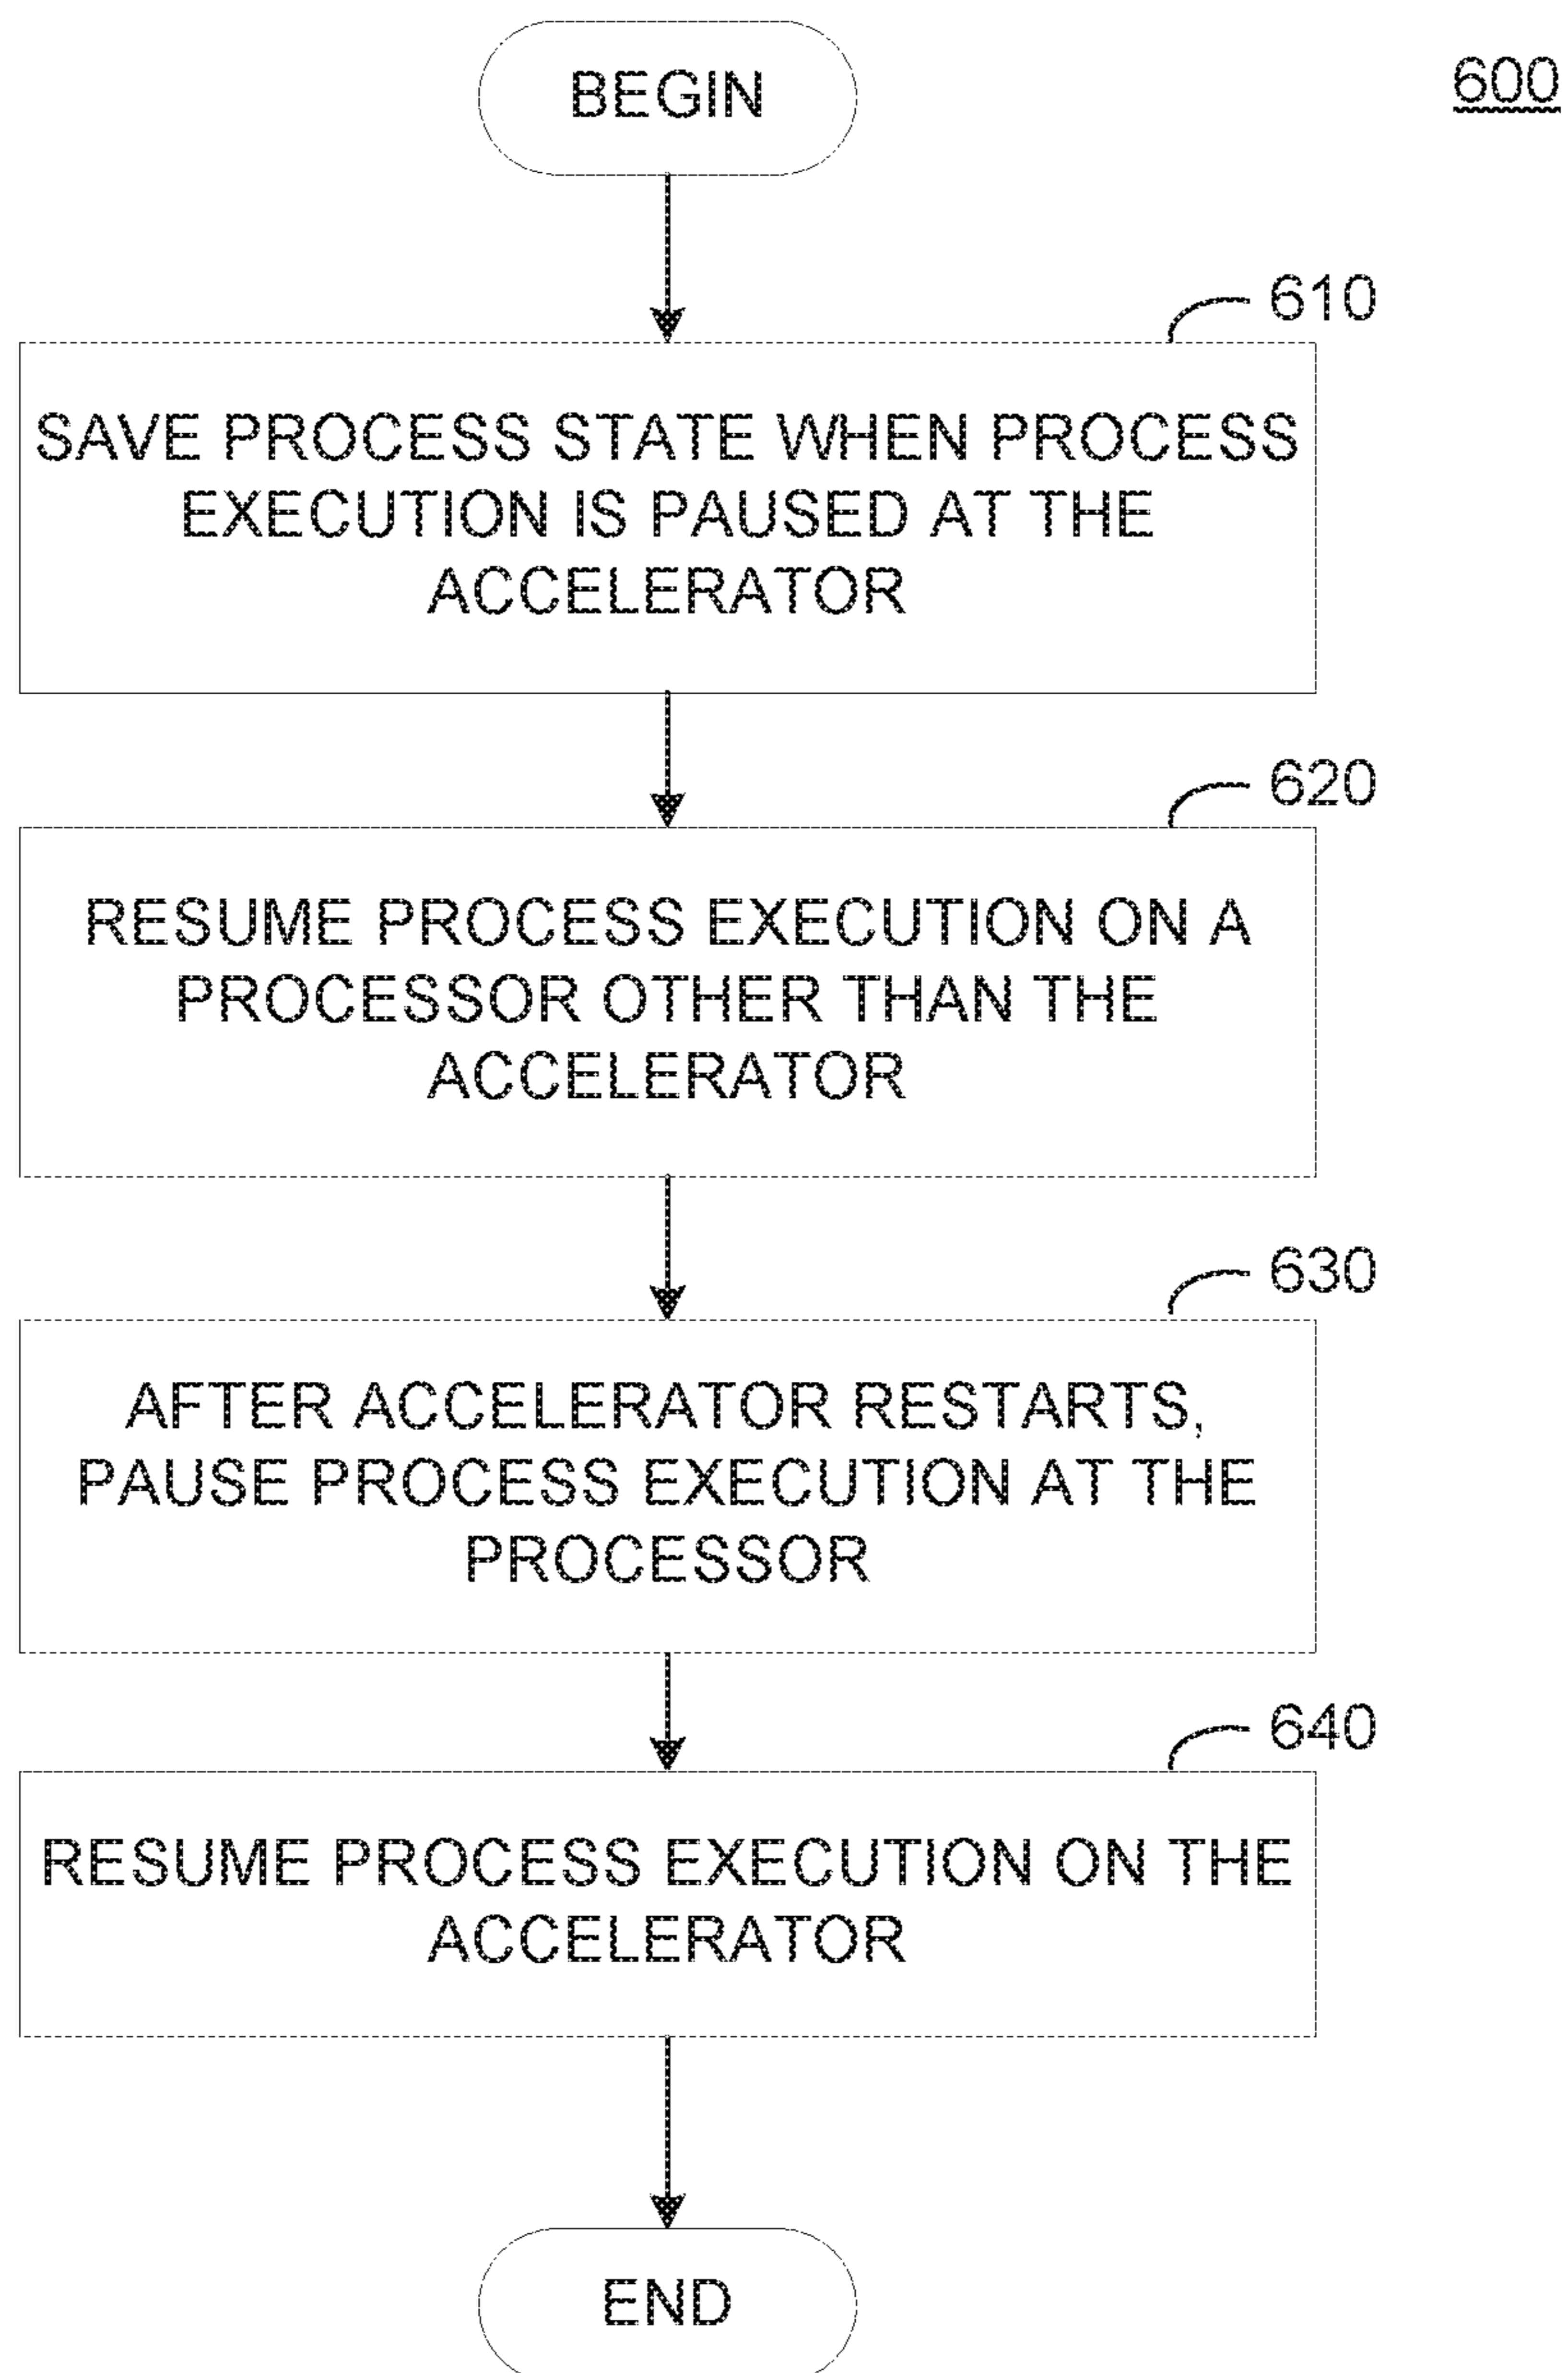 BEGIN
600
610
SAVE PROCESS STATE WHEN PROCESS
EXECUTION IS PAUSED AT THE
ACCELERATOR
620
RESUME PROCESS EXECUTION ON A
PROCESSOR OTHER THAN THE
ACCELERATOR
630
AFTER ACCELERATOR RESTARTS,
PAUSE PROCESS EXECUTION AT THE
PROCESSOR
640
RESUME PROCESS EXECUTION ON THE
ACCELERATOR
END